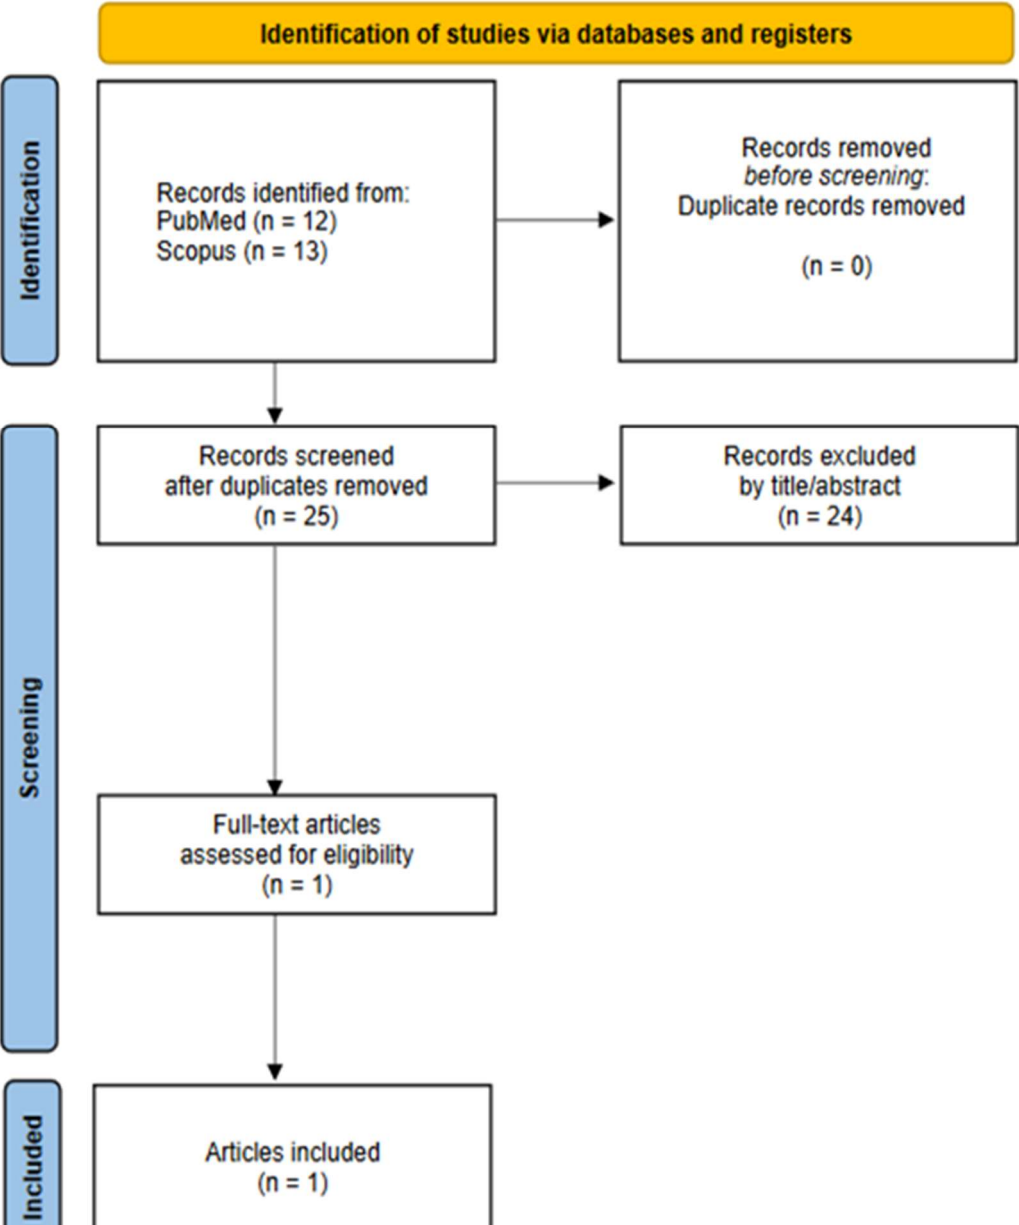 Identification of studies via databases and registers
Identification
Records identified from:
PubMed (n = 12)
Scopus (n = 13)
Records removed
before screening:
Duplicate records removed
(n = 0)
Screening
Records screened
after duplicates removed
(n = 25)
Records excluded
by title/abstract
(n = 24)
Full-text articles
assessed for eligibility
(n = 1)
Included
Articles included
(n = 1)